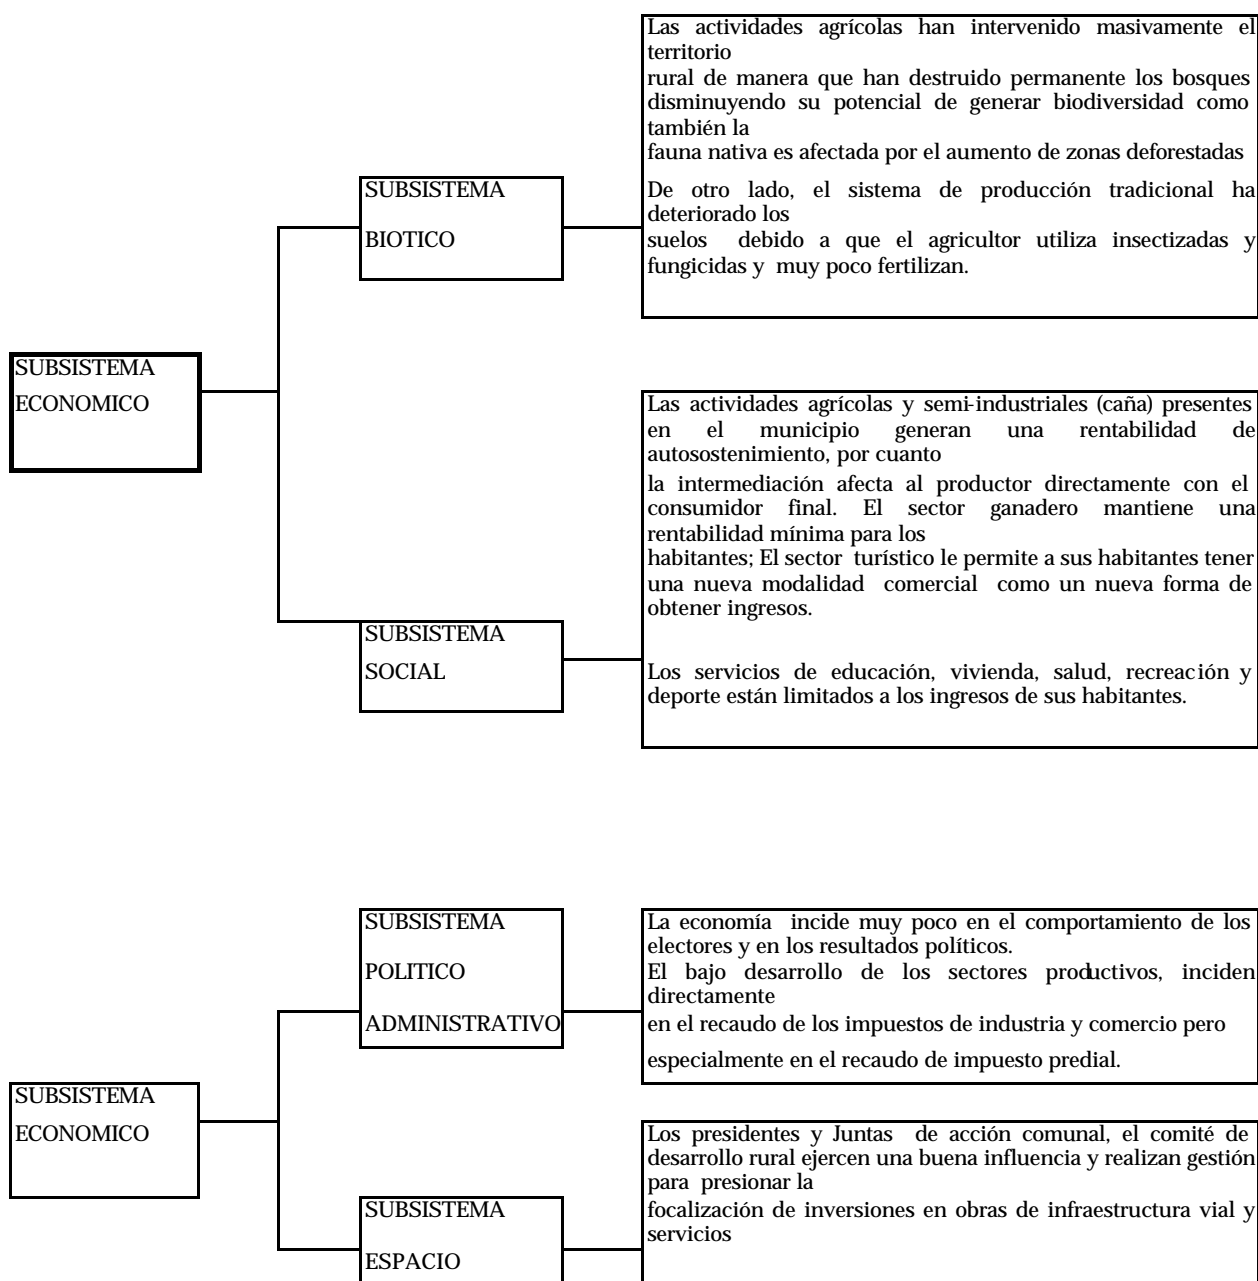 Las actividades agrícolas han intervenido masivamente el
territorio
rural de manera que han destruido permanente los bosques
disminuyendo su potencial de generar biodiversidad como
también la
fauna nativa es afectada por el aumento de zonas deforestadas
SUBSISTEMA
BIOTICO
De otro lado, el sistema de producción tradicional ha
deteriorado los
suelos debido a que el agricultor utiliza insectizadas y
fungicidas y muy poco fertilizan.
SUBSISTEMA
ECONOMICO
Las actividades agrícolas y semi-industriales (caña) presentes
en el municipio generan una rentabilidad de
autosostenimiento, por cuanto
la intermediación afecta al productor directamente con el
consumidor final. El sector ganadero mantiene una
rentabilidad mínima para los
habitantes; El sector turístico le permite a sus habitantes tener
una nueva modalidad comercial como un nueva forma de
obtener ingresos.
SUBSISTEMA
SOCIAL
Los servicios de educación, vivienda, salud, recreación y
deporte están limitados a los ingresos de sus habitantes.
SUBSISTEMA
POLITICO
ADMINISTRATIVO
La economía incide muy poco en el comportamiento de los
electores y en los resultados políticos.
El bajo desarrollo de los sectores productivos, inciden
directamente
en el recaudo de los impuestos de industria y comercio pero
especialmente en el recaudo de impuesto predial.
SUBSISTEMA
ECONOMICO
Los presidentes y Juntas de acción comunal, el comité de
desarrollo rural ejercen una buena influencia y realizan gestión
para presionar la
focalización de inversiones en obras de infraestructura vial y
servicios
SUBSISTEMA
ESPACIO